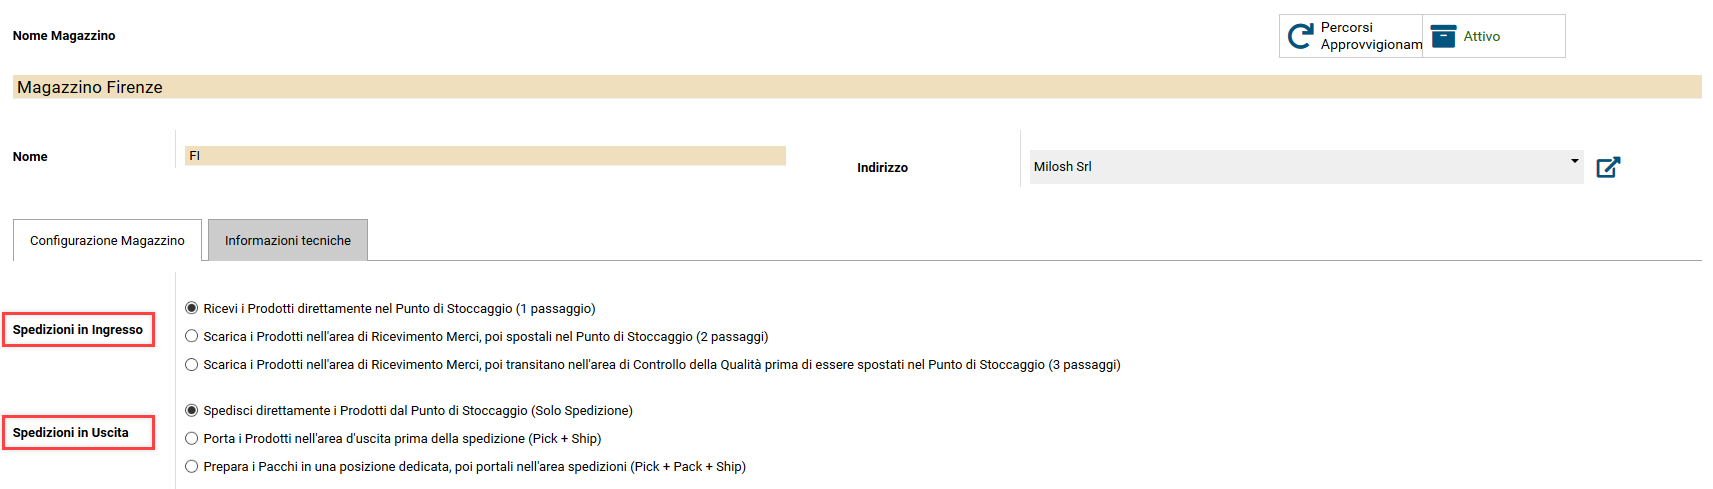 Nome Magazzino
Percorsi
Approvvigionam
Attivo
Magazzino Firenze
Nome
FI
Indirizzo
Milosh Srl
Configurazione Magazzino
Informazioni tecniche
Spedizioni in Ingresso
Ricevi i Prodotti direttamente nel Punto di Stoccaggio (1 passaggio)
Scarica i Prodotti nell'area di Ricevimento Merci, poi spostali nel Punto di Stoccaggio (2 passaggi)
Scarica i Prodotti nell'area di Ricevimento Merci, poi transitano nell'area di Controllo della Qualità prima di essere spostati nel Punto di Stoccaggio (3 passaggi)
Spedizioni in Uscita
Spedisci direttamente i Prodotti dal Punto di Stoccaggio (Solo Spedizione)
Porta i Prodotti nell'area d'uscita prima della spedizione (Pick + Ship)
Prepara i Pacchi in una posizione dedicata, poi portali nell'area spedizioni (Pick + Pack + Ship)